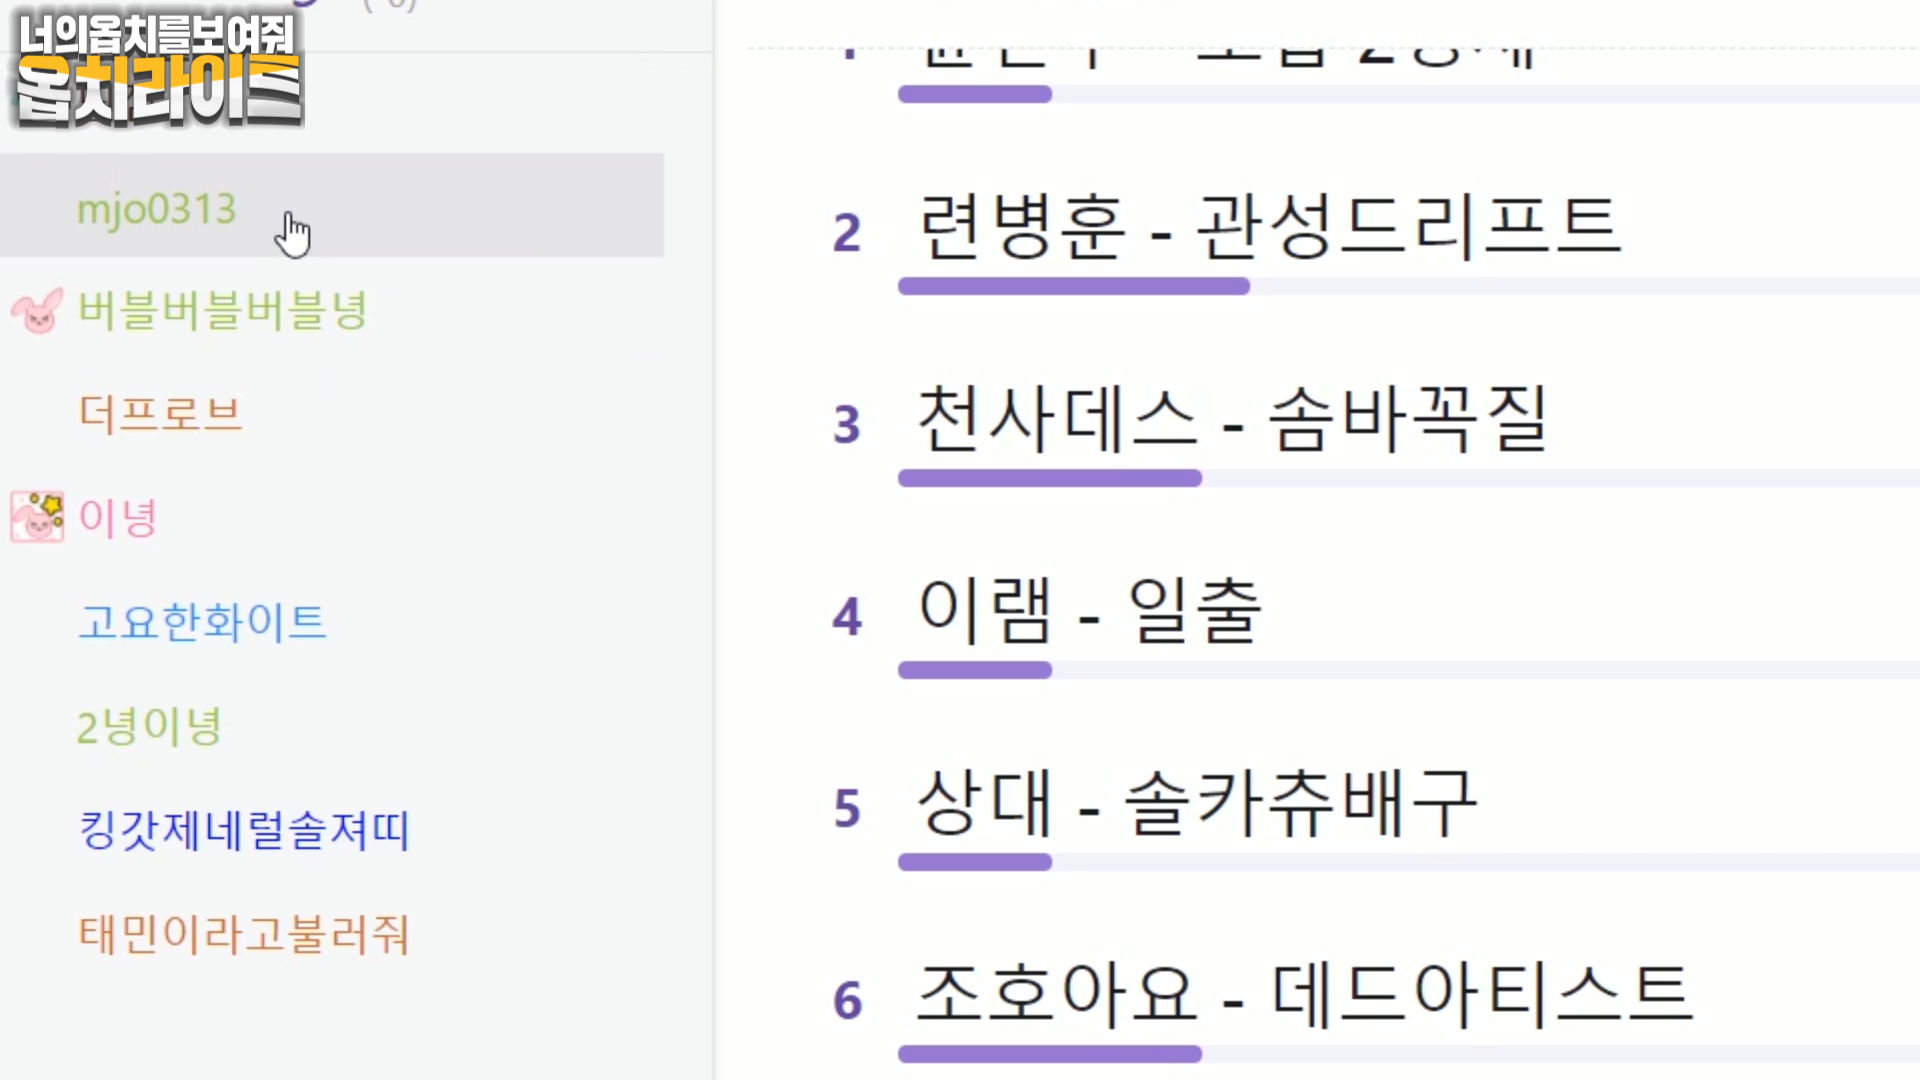 너의옵치를보여줘
옵치라이트
mjo0313
버블버블버블녕
더프로브
이녕
고요한화이트
2녕이녕
킹갓제네럴솔져띠
태민이라고불러줘
2 련병훈 - 관성드리프트
3 천사데스 - 솜바꼭질
4 이램 - 일출
5 상대 - 솔카츄배구
6 조호아요 - 데드아티스트